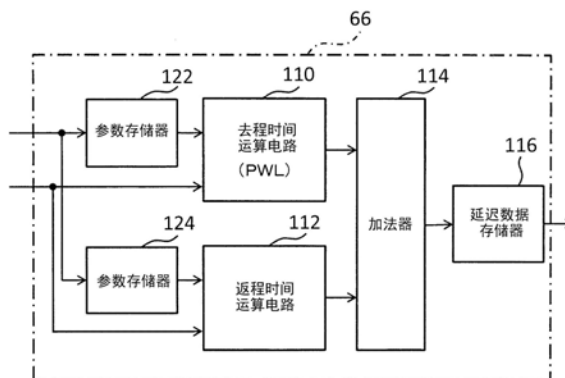 66
122
110
114
参数存储器
去程时间
运算电路
(PWL)
116
124
112
加法器
延迟数据
存储器
参数存储器
返程时间
运算电路